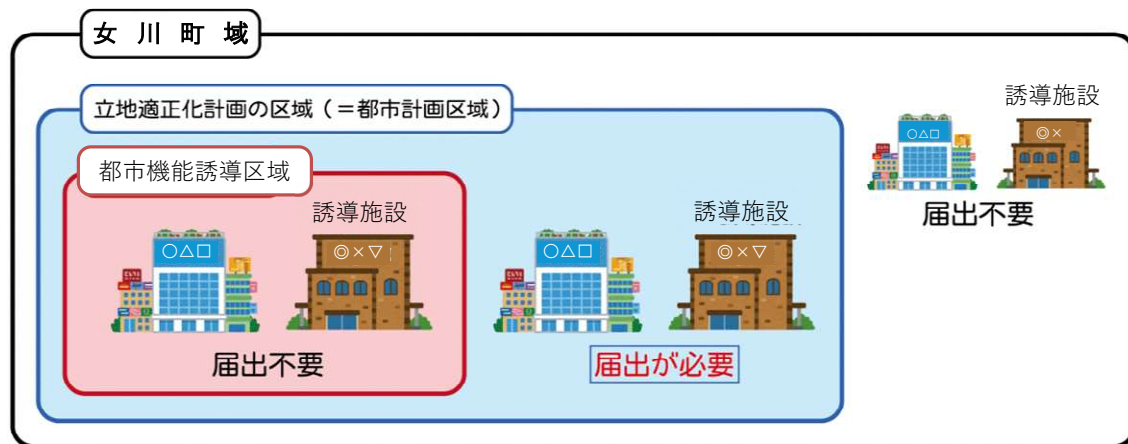 女川町域
立地適正化計画の区域（＝都市計画区域）
都市機能誘導区域
誘導施設
○△□
◎×▽
届出不要
誘導施設
○△□
◎×▽
届出が必要
誘導施設
○△□
◎×
届出不要